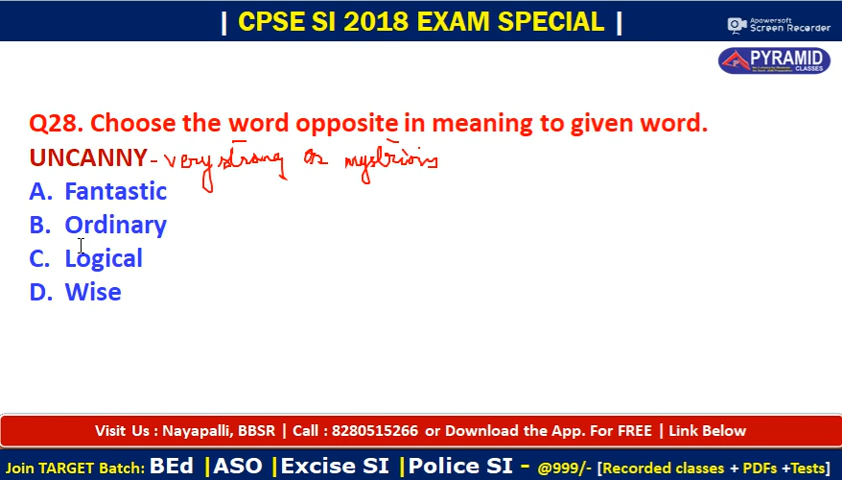 | CPSE SI 2018 EXAM SPECIAL |
Apowersoft
Screen Recorder
PYRAMID
CLASSES
Q28. Choose the word opposite in meaning to given word.
UNCANNY - very strong or
A. Fantastic
B. Ordinary
C. Logical
D. Wise
Visit Us : Nayapalli, BBSR | Call : 8280515266 or Download the App. For FREE | Link Below
Join TARGET Batch: BEd |ASO |Excise SI |Police SI - @999/- [Recorded classes + PDFs +Tests]